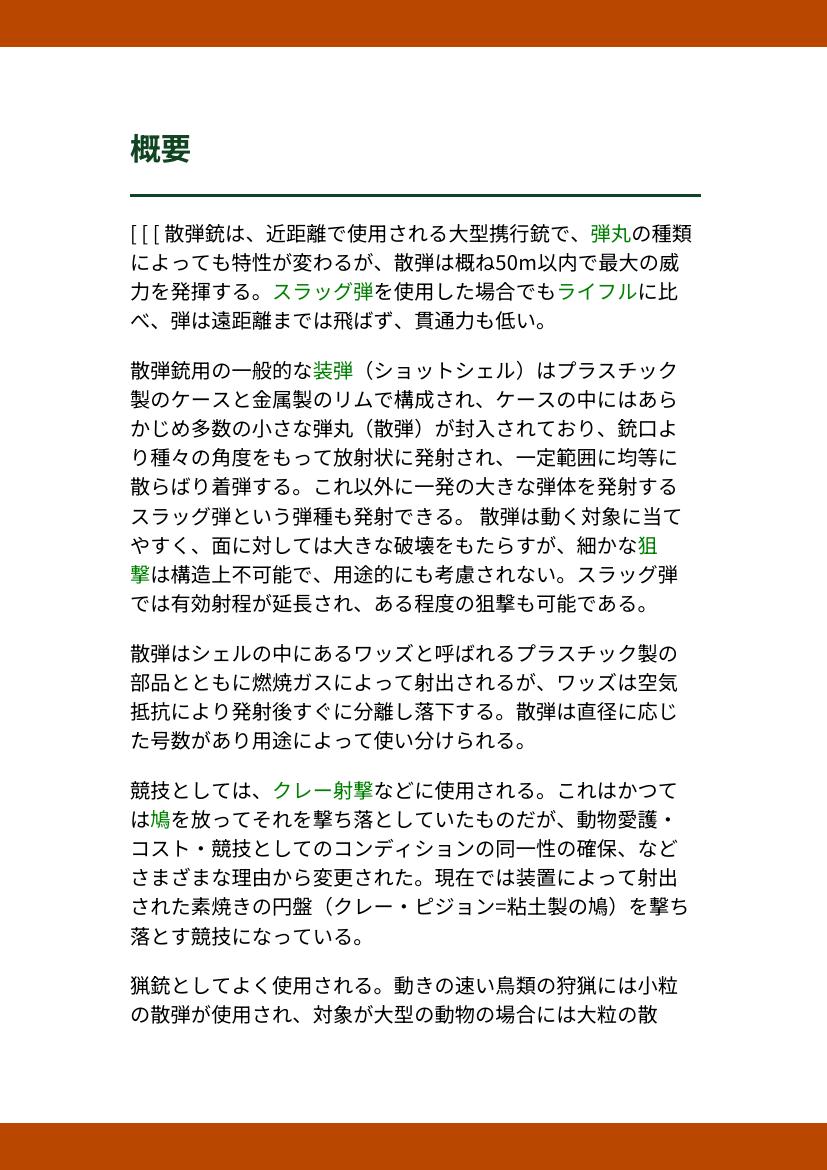 概要
[ [ [ 散弾銃は、近距離で使用される大型携行銃で、弾丸の種類
によっても特性が変わるが、散弾は概ね50m以内で最大の威
力を発揮する。スラッグ弾を使用した場合でもライフルに比
べ、弾は遠距離までは飛ばず、貫通力も低い。
散弾銃用の一般的な装弾（ショットシェル）はプラスチック
製のケースと金属製のリムで構成され、ケースの中にはあら
かじめ多数の小さな弾丸（散弾）が封入されており、銃口よ
り種々の角度をもって放射状に発射され、一定範囲に均等に
散らばり着弾する。これ以外に一発の大きな弾体を発射する
スラッグ弾という弾種も発射できる。 散弾は動く対象に当て
やすく、面に対しては大きな破壊をもたらすが、細かな狙
撃は構造上不可能で、用途的にも考慮されない。スラッグ弾
では有効射程が延長され、ある程度の狙撃も可能である。
散弾はシェルの中にあるワッズと呼ばれるプラスチック製の
部品とともに燃焼ガスによって射出されるが、ワッズは空気
抵抗により発射後すぐに分離し落下する。散弾は直径に応じ
た号数があり用途によって使い分けられる。
競技としては、クレー射撃などに使用される。これはかつて
は鳩を放ってそれを撃ち落としていたものだが、動物愛護・
コスト・競技としてのコンディションの同一性の確保、など
さまざまな理由から変更された。現在では装置によって射出
された素焼きの円盤（クレー・ピジョン=粘土製の鳩）を撃ち
落とす競技になっている。
猟銃としてよく使用される。動きの速い鳥類の狩猟には小粒
の散弾が使用され、対象が大型の動物の場合には大粒の散